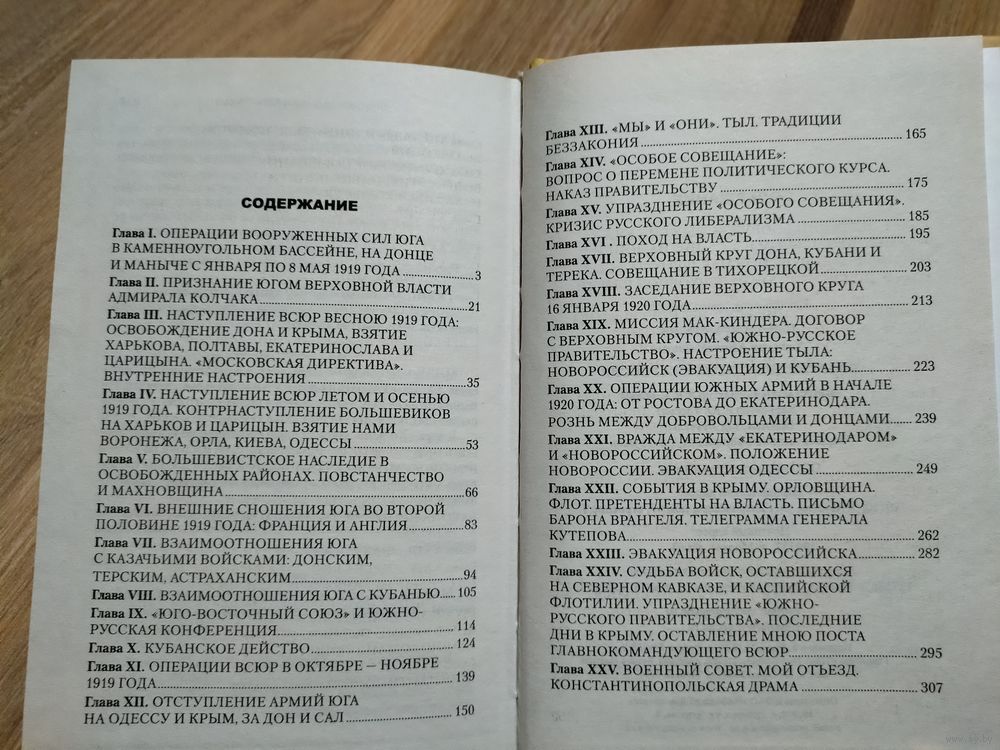 СОДЕРЖАНИЕ
Глава I. ОПЕРАЦИИ ВООРУЖЕННЫХ СИЛ ЮГА
В КАМЕННОУГОЛЬНОМ БАССЕЙНЕ, НА ДОНЦЕ
И МАНЫЧЕ С ЯНВАРЯ ПО 8 МАЯ 1919 ГОДА ........ 3
Глава II. ПРИЗНАНИЕ ЮГОМ ВЕРХОВНОЙ ВЛАСТИ
АДМИРАЛА КОЛЧАКА ........ 21
Глава III. НАСТУПЛЕНИЕ ВСЮР ВЕСНОЮ 1919 ГОДА:
ОСВОБОЖДЕНИЕ ДОНА И КРЫМА, ВЗЯТИЕ
ХАРЬКОВА, ПОЛТАВЫ, ЕКАТЕРИНОСЛАВА И
ЦАРИЦЫНА. «МОСКОВСКАЯ ДИРЕКТИВА».
ВНУТРЕННИЕ НАСТРОЕНИЯ ........ 35
Глава IV. НАСТУПЛЕНИЕ ВСЮР ЛЕТОМ И ОСЕНЬЮ
1919 ГОДА. КОНТРНАСТУПЛЕНИЕ БОЛЬШЕВИКОВ
НА ХАРЬКОВ И ЦАРИЦЫН. ВЗЯТИЕ НАМИ
ВОРОНЕЖА, ОРЛА, КИЕВА, ОДЕССЫ ........ 53
Глава V. БОЛЬШЕВИСТСКОЕ НАСЛЕДИЕ В
ОСВОБОЖДЕННЫХ РАЙОНАХ. ПОВСТАНЧЕСТВО
И МАХНОВЩИНА ........ 66
Глава VI. ВНЕШНИЕ СНОШЕНИЯ ЮГА ВО ВТОРОЙ
ПОЛОВИНЕ 1919 ГОДА: ФРАНЦИЯ И АНГЛИЯ ........ 83
Глава VII. ВЗАИМООТНОШЕНИЯ ЮГА
С КАЗАЧЬИМИ ВОЙСКАМИ: ДОНСКИМ,
ТЕРСКИМ, АСТРАХАНСКИМ ........ 94
Глава VIII. ВЗАИМООТНОШЕНИЯ ЮГА С КУБАНЬЮ ..... 105
Глава IX. «ЮГО-ВОСТОЧНЫЙ СОЮЗ» И ЮЖНО-
РУССКАЯ КОНФЕРЕНЦИЯ ........ 114
Глава X. КУБАНСКОЕ ДЕЙСТВО ........ 124
Глава XI. ОПЕРАЦИИ ВСЮР В ОКТЯБРЕ — НОЯБРЕ
1919 ГОДА ........ 139
Глава XII. ОТСТУПЛЕНИЕ АРМИЙ ЮГА
НА ОДЕССУ И КРЫМ, ЗА ДОН И САЛ ........ 150
Глава XIII. «МЫ» И «ОНИ». ТЫЛ. ТРАДИЦИИ
БЕЗЗАКОНИЯ ........ 165
Глава XIV. «ОСОБОЕ СОВЕЩАНИЕ»:
ВОПРОС О ПЕРЕМЕНЕ ПОЛИТИЧЕСКОГО КУРСА.
НАКАЗ ПРАВИТЕЛЬСТВУ ........ 175
Глава XV. УПРАЗДНЕНИЕ «ОСОБОГО СОВЕЩАНИЯ».
КРИЗИС РУССКОГО ЛИБЕРАЛИЗМА ........ 185
Глава XVI . ПОХОД НА ВЛАСТЬ ........ 195
Глава XVII. ВЕРХОВНЫЙ КРУГ ДОНА, КУБАНИ И
ТЕРЕКА. СОВЕЩАНИЕ В ТИХОРЕЦКОЙ ........ 203
Глава XVIII. ЗАСЕДАНИЕ ВЕРХОВНОГО КРУГА
16 ЯНВАРЯ 1920 ГОДА ........ 213
Глава XIX. МИССИЯ МАК-КИНДЕРА. ДОГОВОР
С ВЕРХОВНЫМ КРУГОМ. «ЮЖНО-РУССКОЕ
ПРАВИТЕЛЬСТВО». НАСТРОЕНИЕ ТЫЛА:
НОВОРОССИЙСК (ЭВАКУАЦИЯ) И КУБАНЬ ........ 223
Глава XX. ОПЕРАЦИИ ЮЖНЫХ АРМИЙ В НАЧАЛЕ
1920 ГОДА: ОТ РОСТОВА ДО ЕКАТЕРИНОДАРА.
РОЗНЬ МЕЖДУ ДОБРОВОЛЬЦАМИ И ДОНЦАМИ ...... 239
Глава XXI. ВРАЖДА МЕЖДУ «ЕКАТЕРИНОДАРОМ»
И «НОВОРОССИЙСКОМ». ПОЛОЖЕНИЕ
НОВОРОССИИ. ЭВАКУАЦИЯ ОДЕССЫ ........ 249
Глава XXII. СОБЫТИЯ В КРЫМУ. ОРЛОВЩИНА.
ФЛОТ. ПРЕТЕНДЕНТЫ НА ВЛАСТЬ. ПИСЬМО
БАРОНА ВРАНГЕЛЯ. ТЕЛЕГРАММА ГЕНЕРАЛА
КУТЕПОВА ........ 262
Глава XXIII. ЭВАКУАЦИЯ НОВОРОССИЙСКА ........ 282
Глава XXIV. СУДЬБА ВОЙСК, ОСТАВШИХСЯ
НА СЕВЕРНОМ КАВКАЗЕ, И КАСПИЙСКОЙ
ФЛОТИЛИИ. УПРАЗДНЕНИЕ «ЮЖНО-
РУССКОГО ПРАВИТЕЛЬСТВА». ПОСЛЕДНИЕ
ДНИ В КРЫМУ. ОСТАВЛЕНИЕ МНОЮ ПОСТА
ГЛАВНОКОМАНДУЮЩЕГО ВСЮР ........ 295
Глава XXV. ВОЕННЫЙ СОВЕТ. МОЙ ОТЪЕЗД.
КОНСТАНТИНОПОЛЬСКАЯ ДРАМА ........ 307